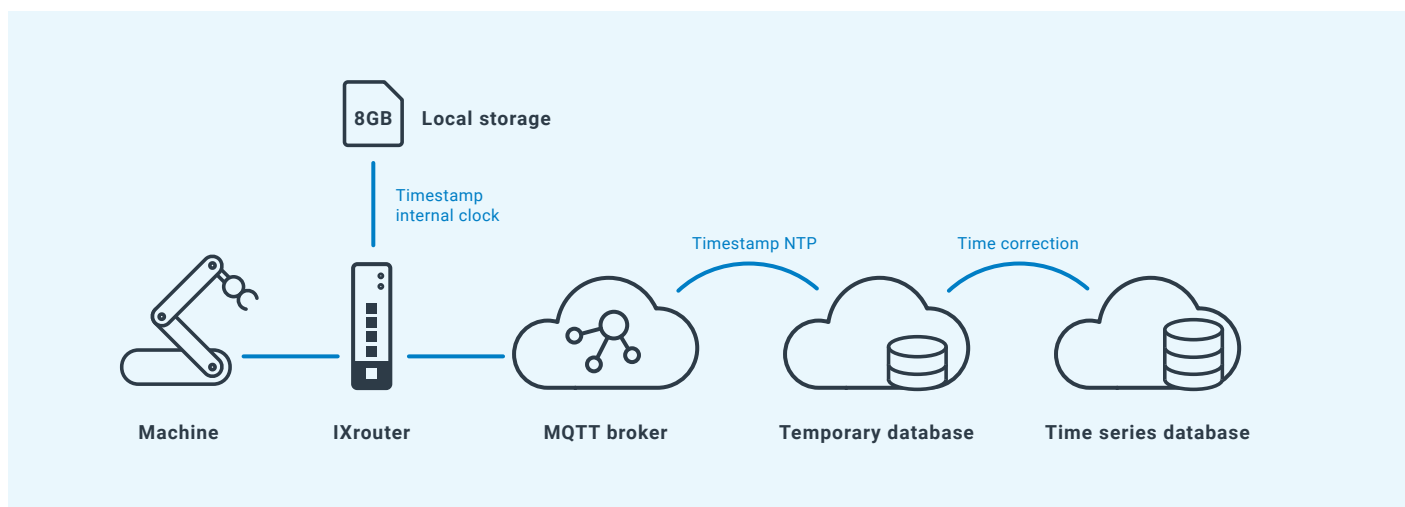 8GB
Local storage
Timestamp
internal clock
Timestamp NTP
Time correction
Machine
IXrouter
MQTT broker
Temporary database
Time series database